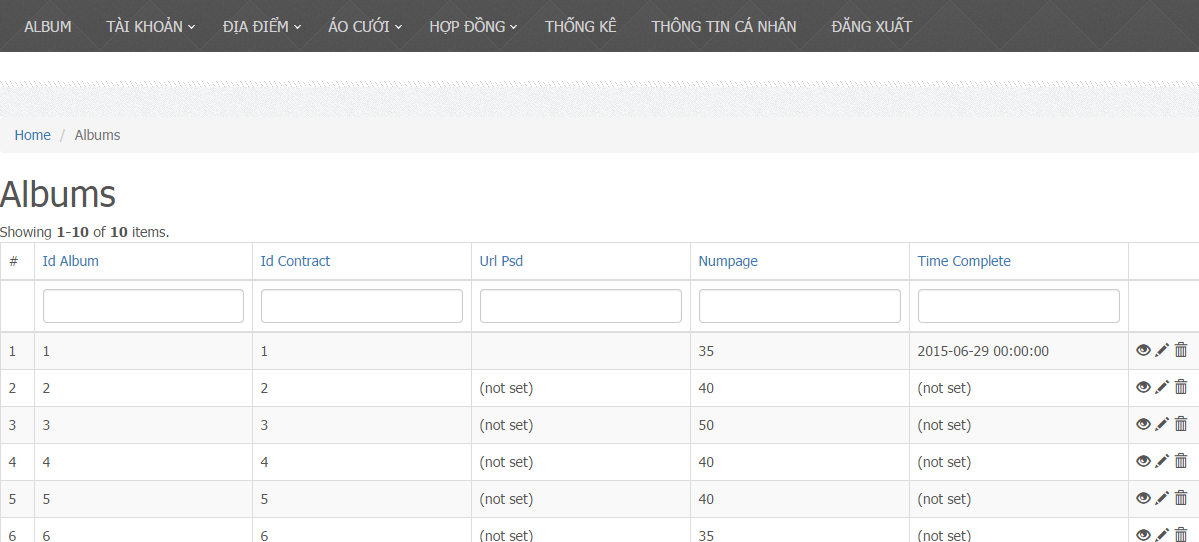 ALBUM TÀI KHOẢN ĐỊA ĐIỂM ÁO CƯỚI HỢP ĐỒNG THỐNG KÊ THÔNG TIN CÁ NHÂN ĐĂNG XUẤT
Home / Albums
Albums
Showing 1-10 of 10 items.
# Id Album Id Contract Url Psd Numpage Time Complete
1 1 1 35 2015-06-29 00:00:00
2 2 2 (not set) 40 (not set)
3 3 3 (not set) 50 (not set)
4 4 4 (not set) 40 (not set)
5 5 5 (not set) 40 (not set)
6 6 6 (not set) 35 (not set)